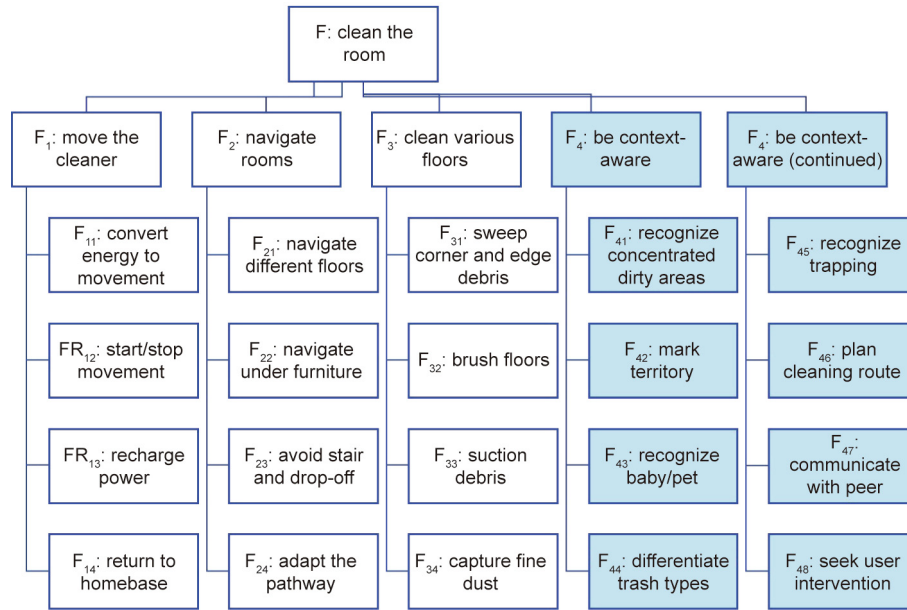 F: clean the
room
F₁: move the
cleaner
F₂: navigate
rooms
F₃: clean various
floors
F₄: be context-
aware
F₄: be context-
aware (continued)
F₁₁: convert
energy to
movement
F₂₁: navigate
different floors
F₃₁: sweep
corner and edge
debris
F₄₁: recognize
concentrated
dirty areas
F₄₅: recognize
trapping
FR₁₂: start/stop
movement
F₂₂: navigate
under furniture
F₃₂: brush floors
F₄₂: mark
territory
F₄₆: plan
cleaning route
FR₁₃: recharge
power
F₂₃: avoid stair
and drop-off
F₃₃: suction
debris
F₄₃: recognize
baby/pet
F₄₇:
communicate
with peer
F₁₄: return to
homebase
F₂₄: adapt the
pathway
F₃₄: capture fine
dust
F₄₄: differentiate
trash types
F₄₈: seek user
intervention